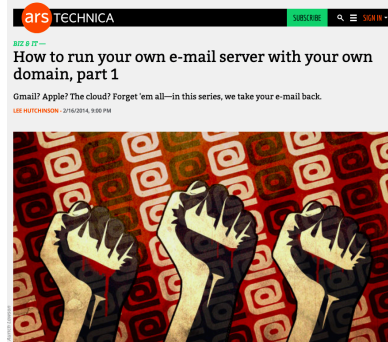 ars TECHNICA
SUBSCRIBE
SIGN IN
BIZ & IT —
How to run your own e-mail server with your own
domain, part 1
Gmail? Apple? The cloud? Forget 'em all—in this series, we take your e-mail back.
LEE HUTCHINSON - 2/16/2014, 9:00 PM
Aurich Lawson